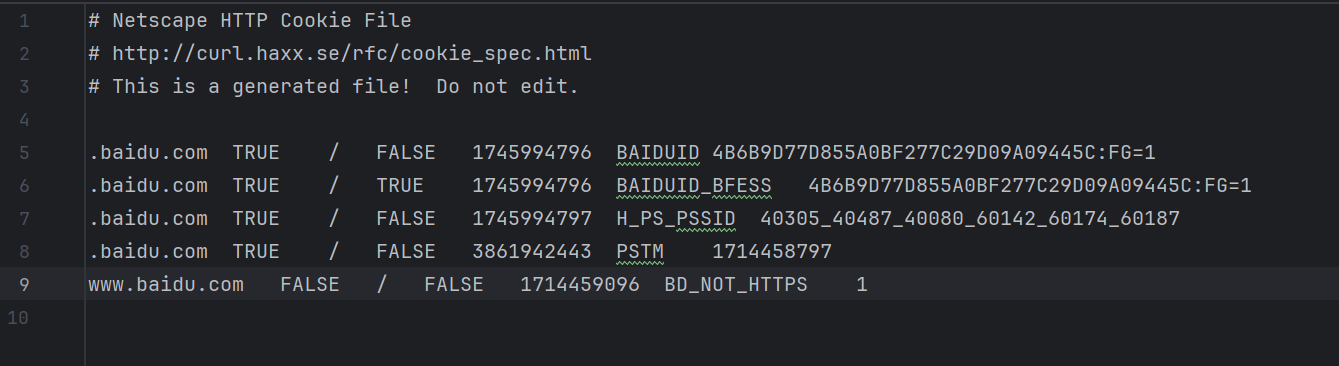 1 # Netscape HTTP Cookie File
2 # http://curl.haxx.se/rfc/cookie_spec.html
3 # This is a generated file!  Do not edit.
4
5 .baidu.com	TRUE	/	FALSE	1745994796	BAIDUID	4B6B9D77D855A0BF277C29D09A09445C:FG=1
6 .baidu.com	TRUE	/	TRUE	1745994796	BAIDUID_BFESS	4B6B9D77D855A0BF277C29D09A09445C:FG=1
7 .baidu.com	TRUE	/	FALSE	1745994797	H_PS_PSSID	40305_40487_40080_60142_60174_60187
8 .baidu.com	TRUE	/	FALSE	3861942443	PSTM	1714458797
9 www.baidu.com	FALSE	/	FALSE	1714459096	BD_NOT_HTTPS	1
10